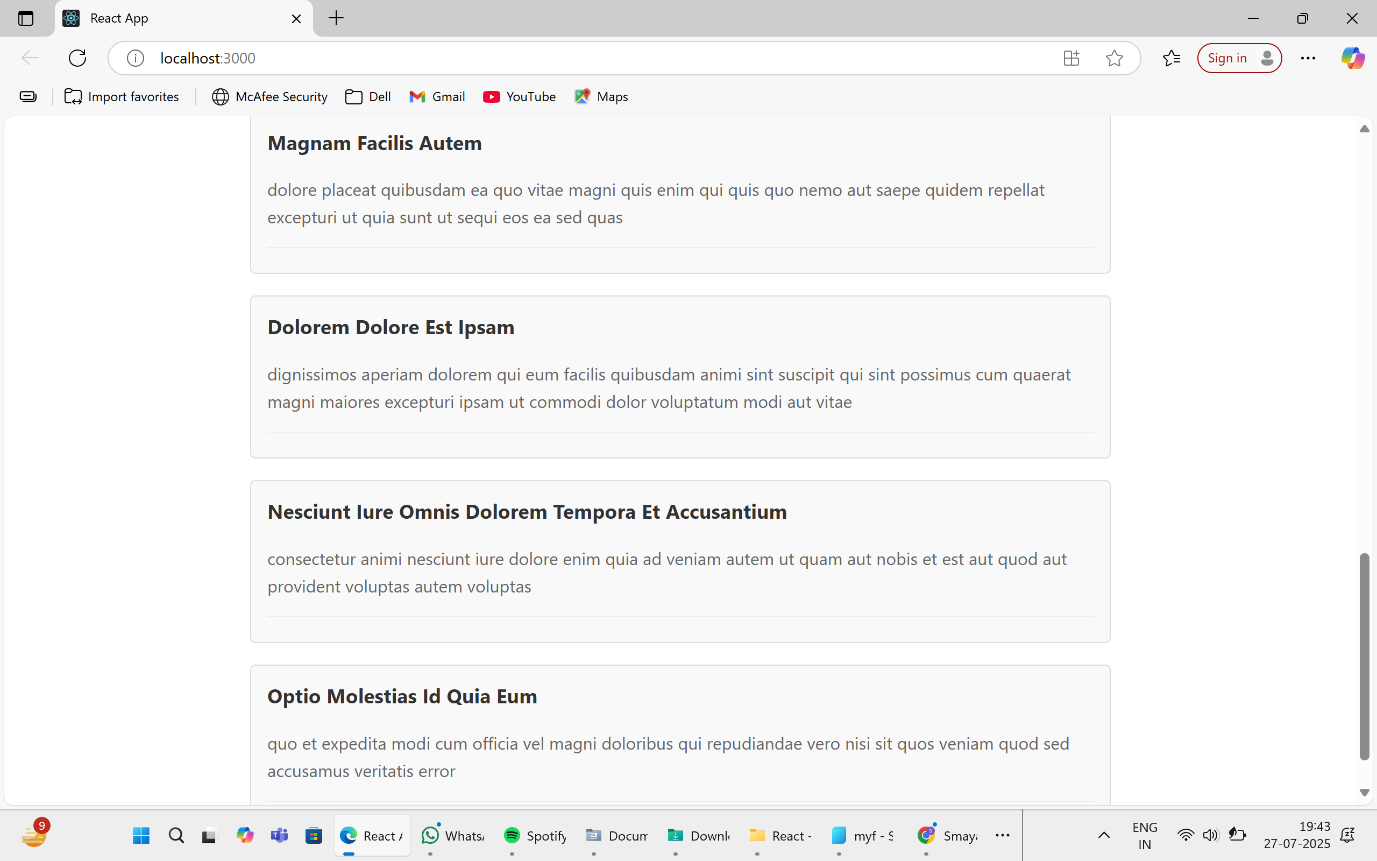 React App
localhost:3000
Sign in
Import favorites
McAfee Security
Dell
Gmail
YouTube
Maps
Magnam Facilis Autem
dolore placeat quibusdam ea quo vitae magni quis enim qui quis quo nemo aut saepe quidem repellat
excepturi ut quia sunt ut sequi eos ea sed quas
Dolorem Dolore Est Ipsam
dignissimos aperiam dolorem qui eum facilis quibusdam animi sint suscipit qui sint possimus cum quaerat
magni maiores excepturi ipsam ut commodi dolor voluptatum modi aut vitae
Nesciunt Iure Omnis Dolorem Tempora Et Accusantium
consectetur animi nesciunt iure dolore enim quia ad veniam autem ut quam aut nobis et est aut quod aut
provident voluptas autem voluptas
Optio Molestias Id Quia Eum
quo et expedita modi cum officia vel magni doloribus qui repudiandae vero nisi sit quos veniam quod sed
accusamus veritatis error
9
React
Whats
Spotify
Docum
Downl
React -
myf - S
Smaya
ENG
IN
19:43
27-07-2025